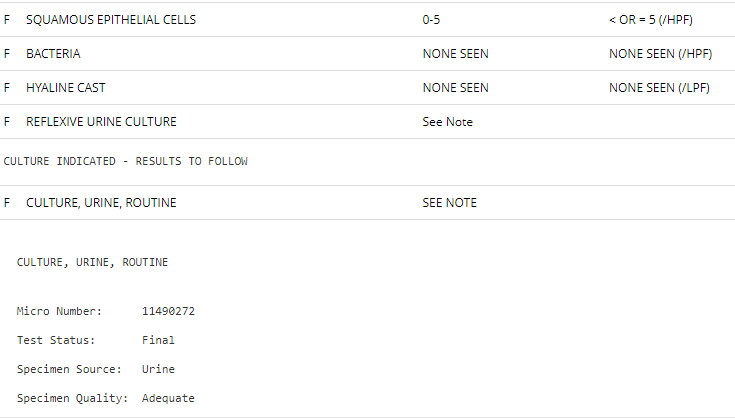 F SQUAMOUS EPITHELIAL CELLS 0-5 < OR = 5 (/HPF)
F BACTERIA NONE SEEN NONE SEEN (/HPF)
F HYALINE CAST NONE SEEN NONE SEEN (/LPF)
F REFLEXIVE URINE CULTURE See Note
CULTURE INDICATED - RESULTS TO FOLLOW
F CULTURE, URINE, ROUTINE SEE NOTE
CULTURE, URINE, ROUTINE
Micro Number: 11490272
Test Status: Final
Specimen Source: Urine
Specimen Quality: Adequate